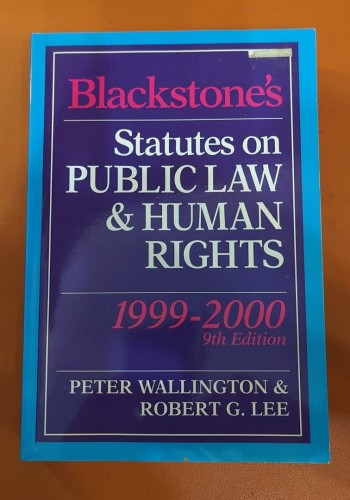 Blackstone's
Statutes on
PUBLIC LAW
& HUMAN
RIGHTS
1999-2000
9th Edition
PETER WALLINGTON &
ROBERT G. LEE